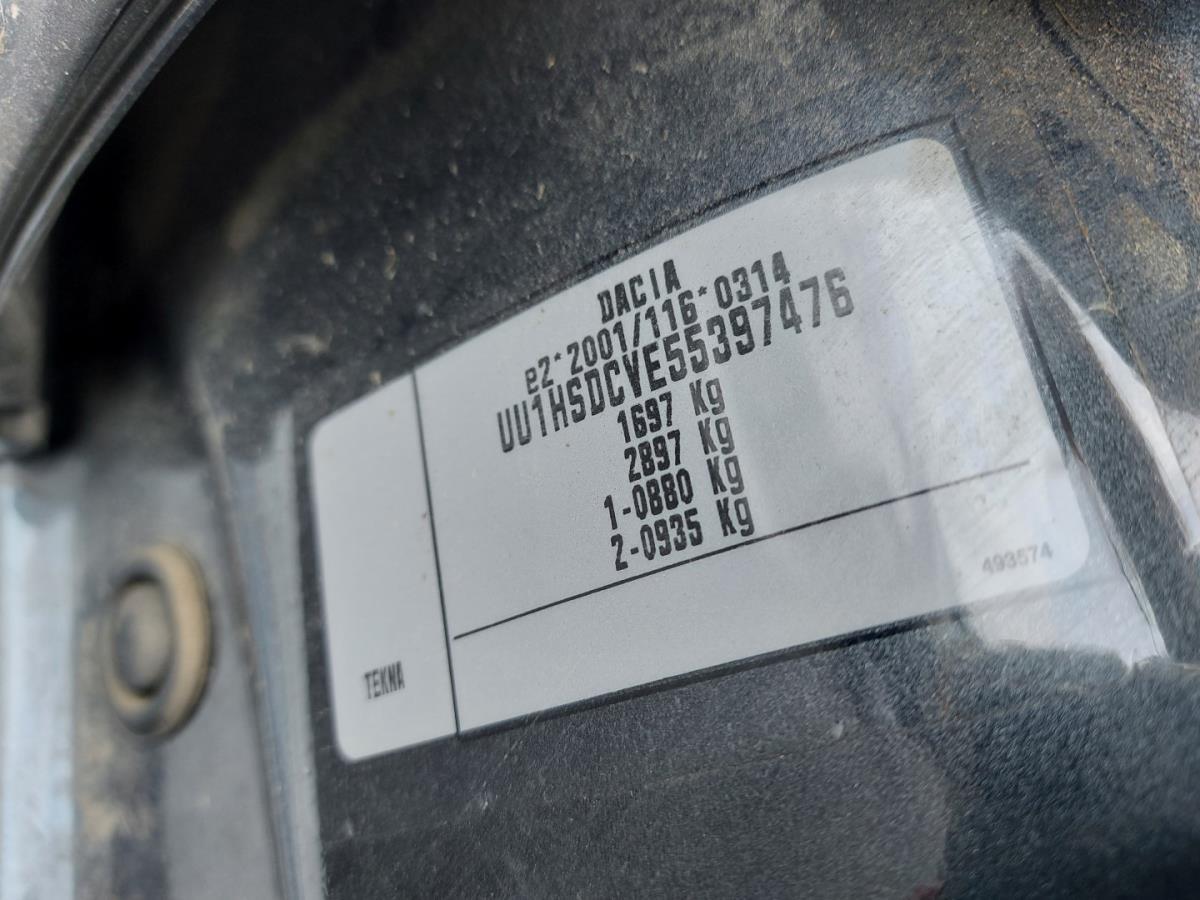 DACIA
e2*2001/116*0314
UU1HSDCVE55397476
1697 Kg
2897 Kg
1-0880 Kg
2-0935 Kg
493574
TEKNA